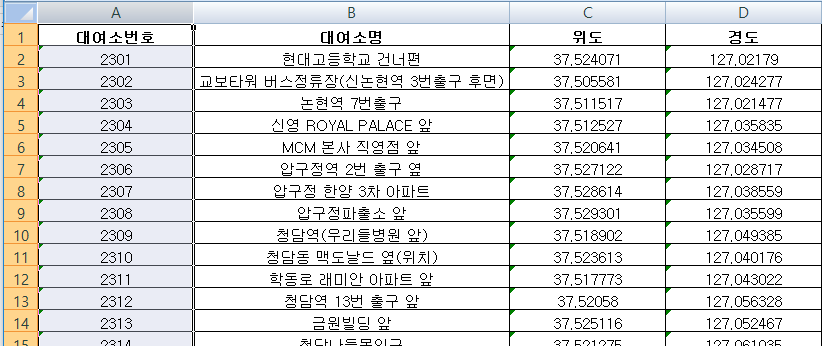 A B C D
1 대여소번호 대여소명 위도 경도
2 2301 현대고등학교 건너편 37.524071 127.02179
3 2302 교보타워 버스정류장(신논현역 3번출구 후면) 37.505581 127.024277
4 2303 논현역 7번출구 37.511517 127.021477
5 2304 신영 ROYAL PALACE 앞 37.512527 127.035835
6 2305 MCM 본사 직영점 앞 37.520641 127.034508
7 2306 압구정역 2번 출구 옆 37.527122 127.028717
8 2307 압구정 한양 3차 아파트 37.528614 127.038559
9 2308 압구정파출소 앞 37.529301 127.035599
10 2309 청담역(우리들병원 앞) 37.518902 127.049385
11 2310 청담동 맥도날드 옆(위치) 37.523613 127.040176
12 2311 학동로 래미안 아파트 앞 37.517773 127.043022
13 2312 청담역 13번 출구 앞 37.52058 127.056328
14 2313 금원빌딩 앞 37.525116 127.052467
15 2314 청담나들목입구 37.521275 127.061035